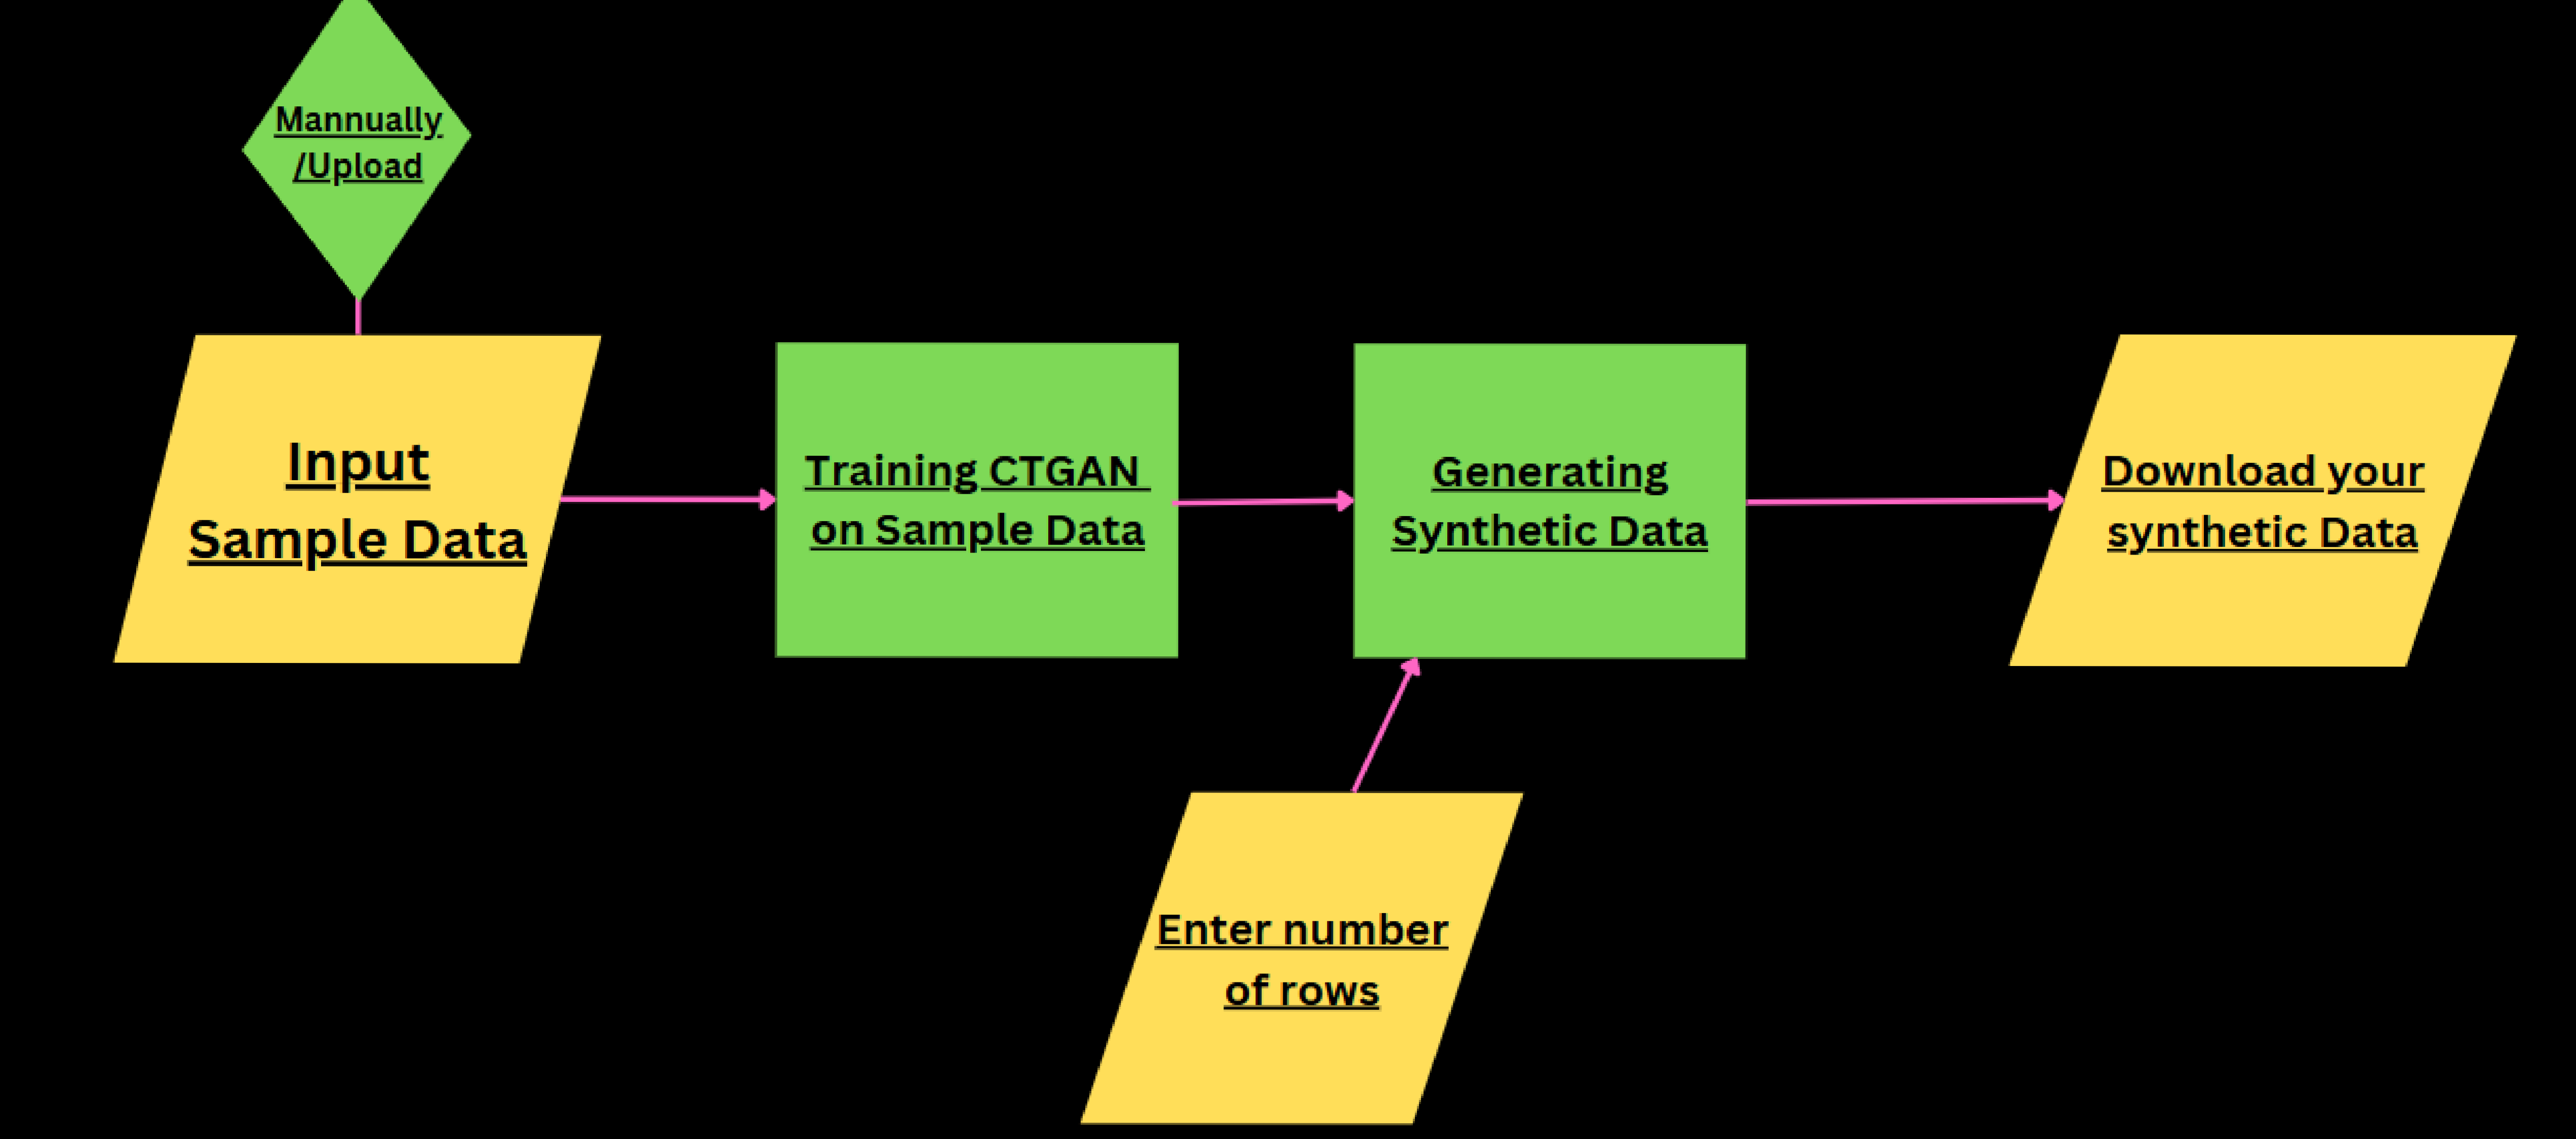 Mannually
/Upload
Input
Sample Data
Training CTGAN
on Sample Data
Generating
Synthetic Data
Download your
synthetic Data
Enter number
of rows